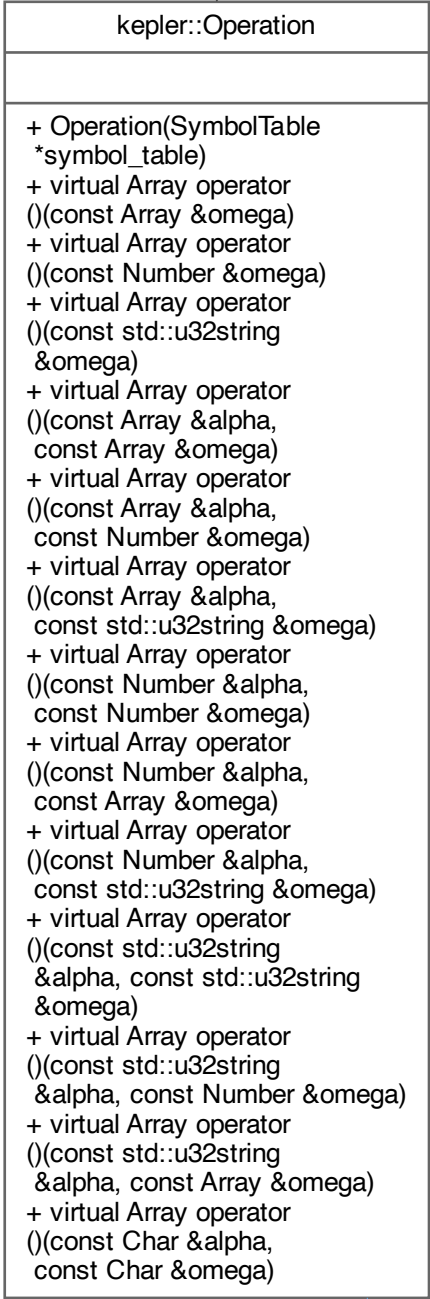 kepler::Operation
+ Operation(SymbolTable
*symbol_table)
+ virtual Array operator
()(const Array &omega)
+ virtual Array operator
()(const Number &omega)
+ virtual Array operator
()(const std::u32string
&omega)
+ virtual Array operator
()(const Array &alpha,
const Array &omega)
+ virtual Array operator
()(const Array &alpha,
const Number &omega)
+ virtual Array operator
()(const Array &alpha,
const std::u32string &omega)
+ virtual Array operator
()(const Number &alpha,
const Number &omega)
+ virtual Array operator
()(const Number &alpha,
const Array &omega)
+ virtual Array operator
()(const Number &alpha,
const std::u32string &omega)
+ virtual Array operator
()(const std::u32string
&alpha, const std::u32string
&omega)
+ virtual Array operator
()(const std::u32string
&alpha, const Number &omega)
+ virtual Array operator
()(const std::u32string
&alpha, const Array &omega)
+ virtual Array operator
()(const Char &alpha,
const Char &omega)